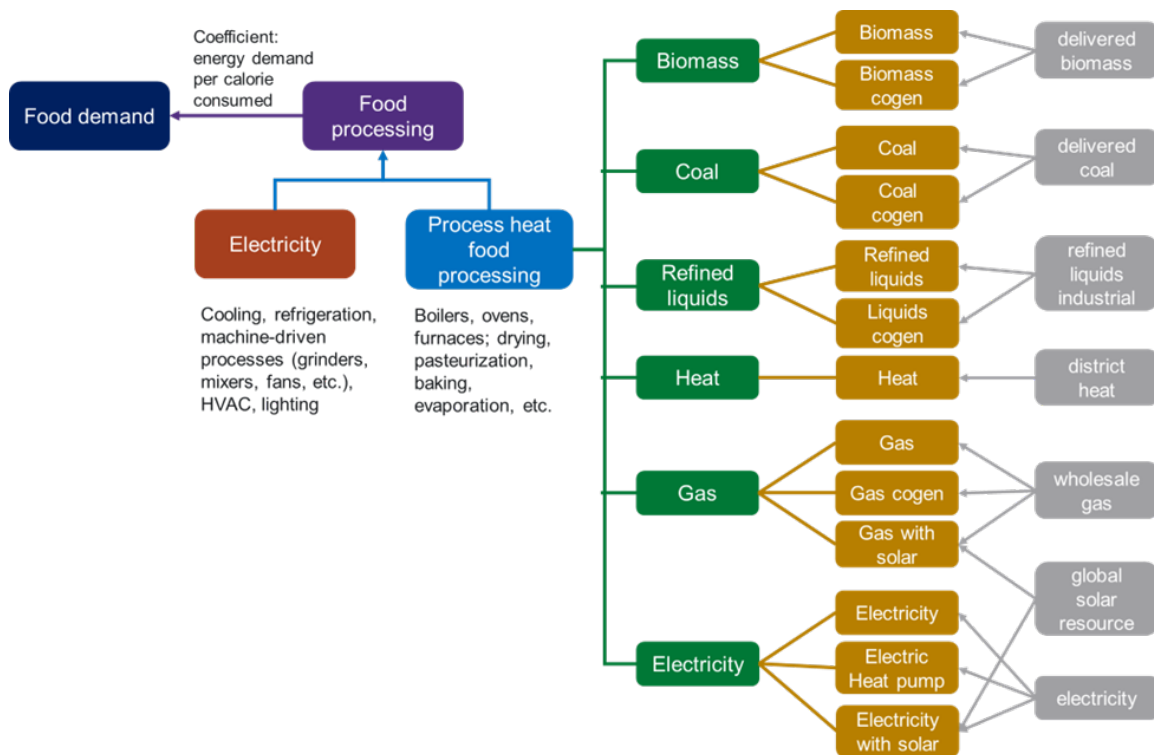 Coefficient:
energy demand
per calorie
consumed
Food demand
Food
processing
Electricity
Process heat
food
processing
Cooling, refrigeration,
machine-driven
processes (grinders,
mixers, fans, etc.),
HVAC, lighting
Boilers, ovens,
furnaces; drying,
pasteurization,
baking,
evaporation, etc.
Biomass
Biomass
Biomass
cogen
delivered
biomass
Coal
Coal
Coal
cogen
delivered
coal
Refined
liquids
Refined
liquids
Liquids
cogen
refined
liquids
industrial
Heat
Heat
district
heat
Gas
Gas
Gas cogen
Gas with
solar
wholesale
gas
global
solar
resource
Electricity
Electricity
Electric
Heat pump
Electricity
with solar
electricity